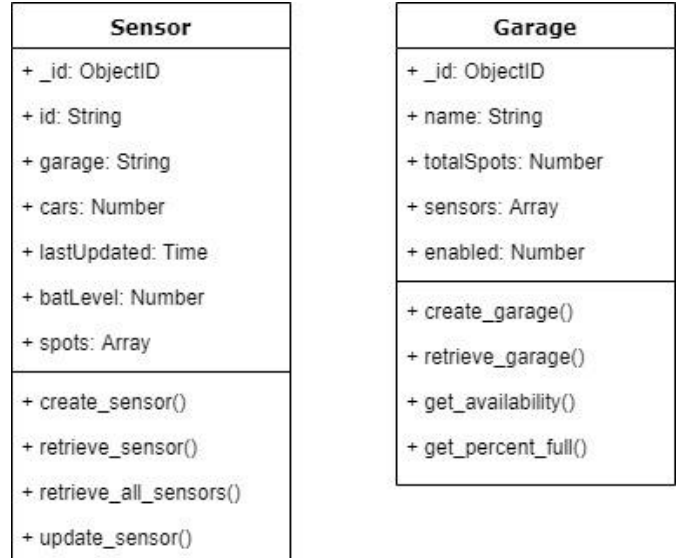 Sensor
+ _id: ObjectID
+ id: String
+ garage: String
+ cars: Number
+ lastUpdated: Time
+ batLevel: Number
+ spots: Array
+ create_sensor()
+ retrieve_sensor()
+ retrieve_all_sensors()
+ update_sensor()
Garage
+ _id: ObjectID
+ name: String
+ totalSpots: Number
+ sensors: Array
+ enabled: Number
+ create_garage()
+ retrieve_garage()
+ get_availability()
+ get_percent_full()